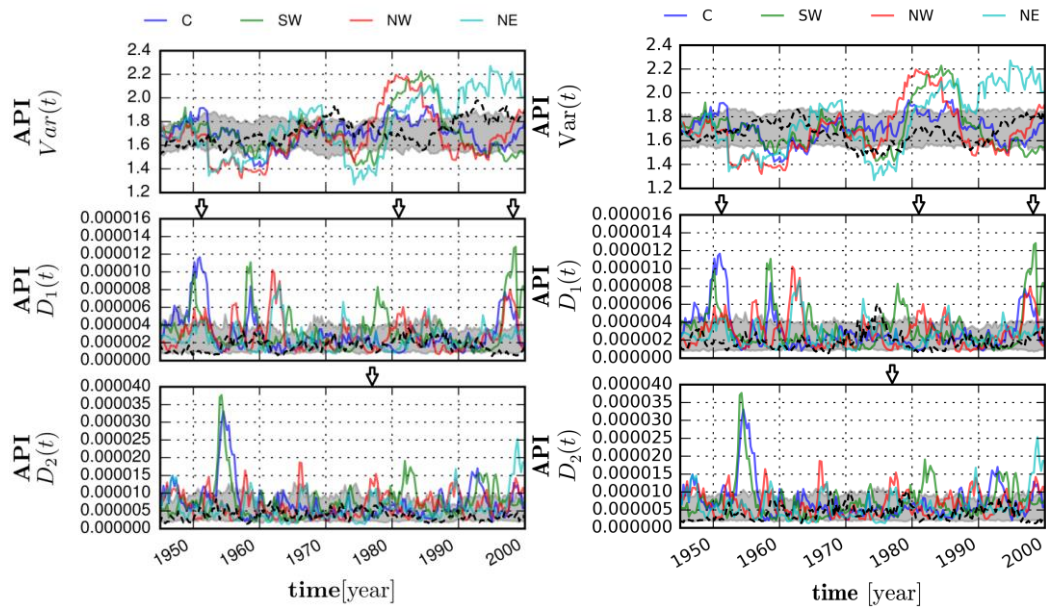 C SW NW NE
API
Var(t)
2.4
2.2
2.0
1.8
1.6
1.4
1.2
API
D₁(t)
0.000016
0.000014
0.000012
0.000010
0.000008
0.000006
0.000004
0.000002
0.000000
API
D₂(t)
0.000040
0.000035
0.000030
0.000025
0.000020
0.000015
0.000010
0.000005
0.000000
1950 1960 1970 1980 1990 2000
time[year]
C SW NW NE
API
Var(t)
2.4
2.2
2.0
1.8
1.6
1.4
1.2
API
D₁(t)
0.000016
0.000014
0.000012
0.000010
0.000008
0.000006
0.000004
0.000002
0.000000
API
D₂(t)
0.000040
0.000035
0.000030
0.000025
0.000020
0.000015
0.000010
0.000005
0.000000
1950 1960 1970 1980 1990 2000
time [year]